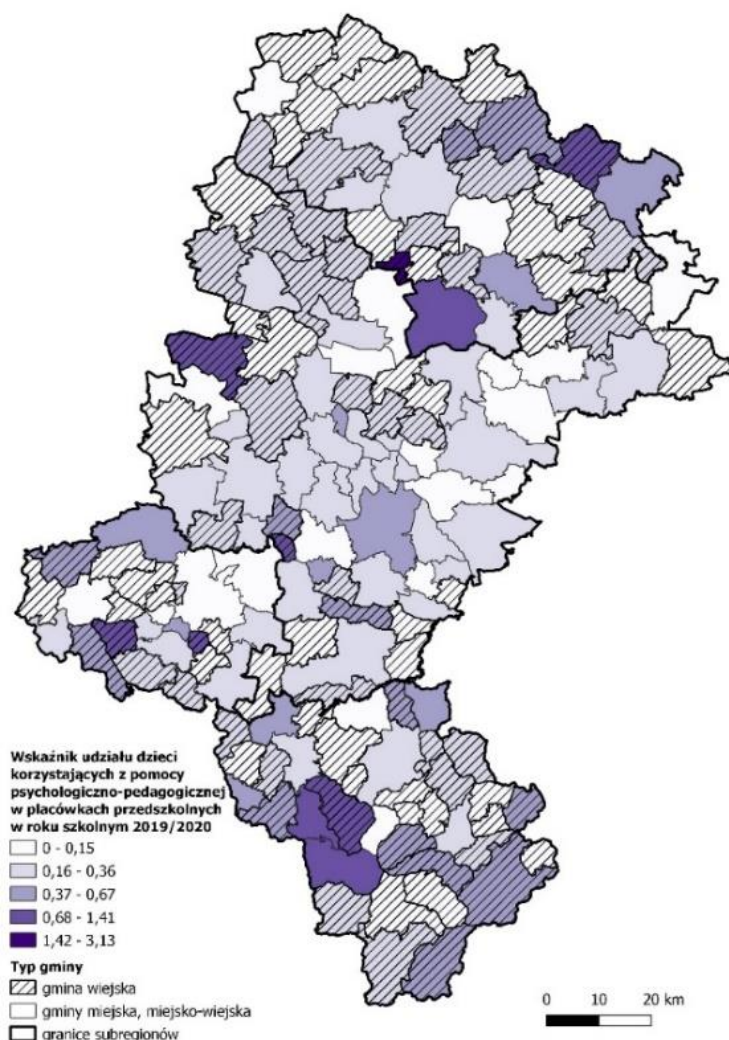 Wskaźnik udziału dzieci
korzystających z pomocy
psychologiczno-pedagogicznej
w placówkach przedszkolnych
w roku szkolnym 2019/2020
0 - 0,15
0,16 - 0,36
0,37 - 0,67
0,68 - 1,41
1,42 - 3,13
Typ gminy
gmina wiejska
gminy miejska, miejsko-wiejska
granice subregionów
0 10 20 km